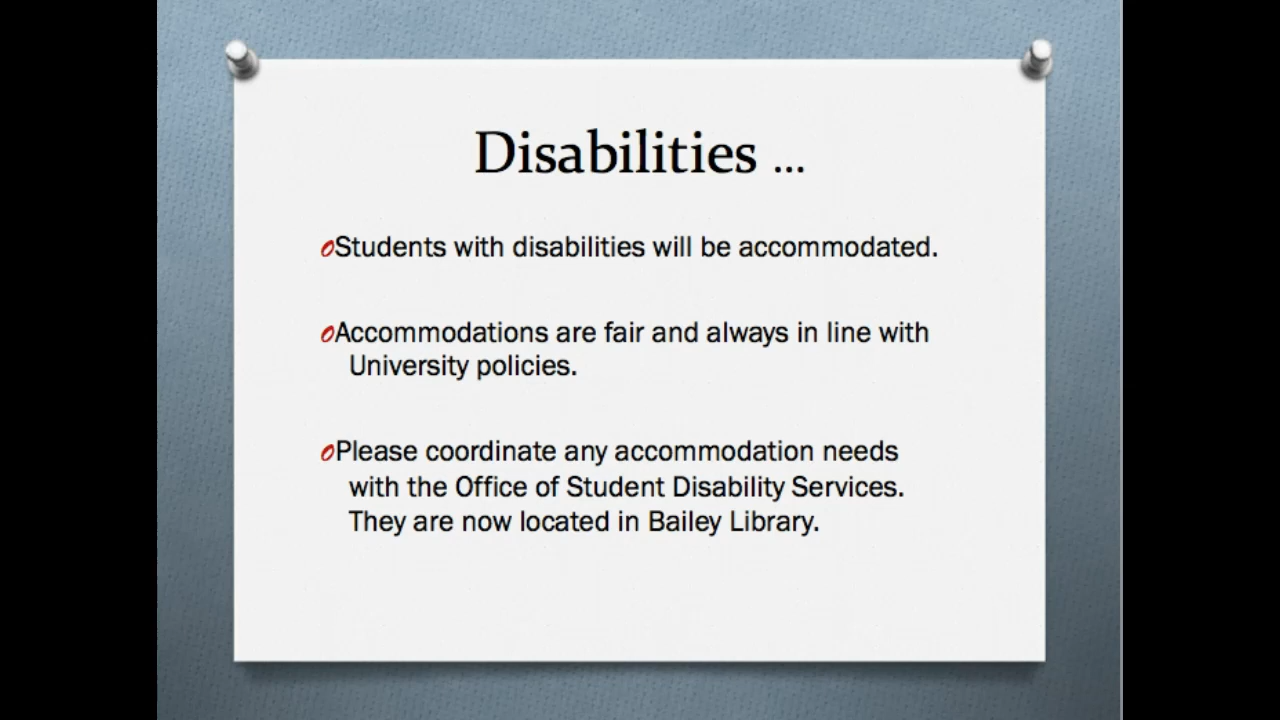 Disabilities ...
Students with disabilities will be accommodated.
Accommodations are fair and always in line with
University policies.
Please coordinate any accommodation needs
with the Office of Student Disability Services.
They are now located in Bailey Library.